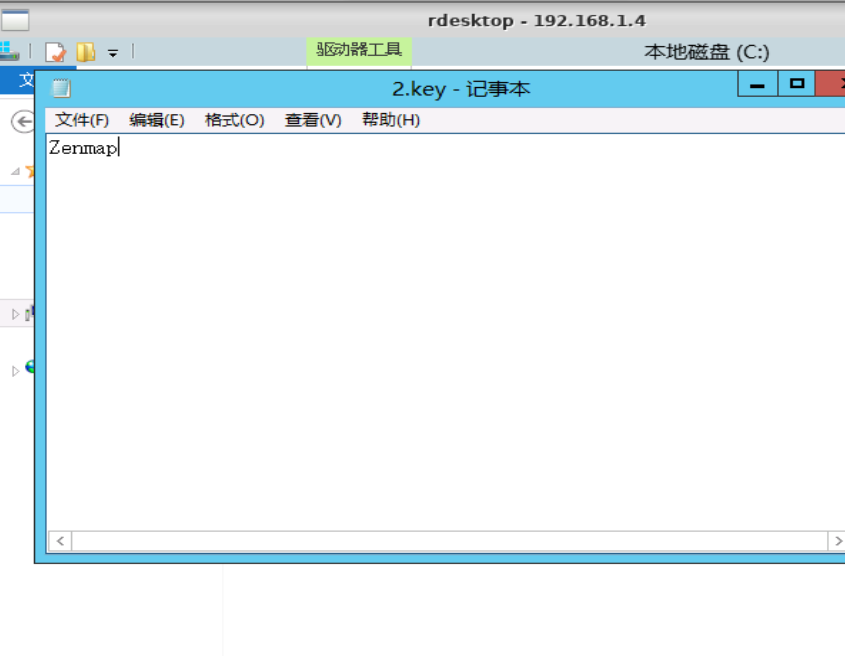 rdesktop - 192.168.1.4
驱动器工具
本地磁盘 (C:)
文
2.key - 记事本
文件(F) 编辑(E) 格式(O) 查看(V) 帮助(H)
Zenmap